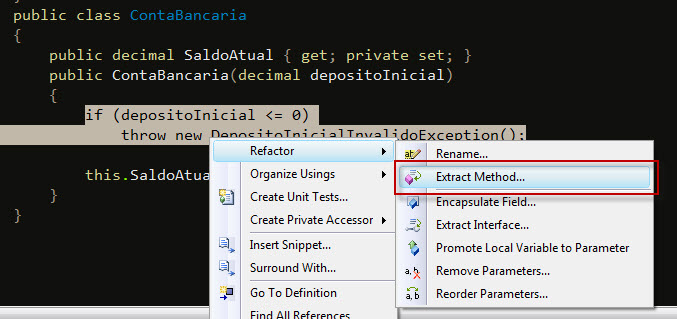 public class ContaBancaria
{
public decimal SaldoAtual { get; private set; }
public ContaBancaria(decimal depositoInicial)
{
if (depositoInicial <= 0)
throw new DepositoInicialInvalidoException();
this.SaldoAtua
}
}
Refactor
Organize Usings
Create Unit Tests...
Create Private Accessor
Insert Snippet...
Surround With...
Go To Definition
Find All References
Rename...
Extract Method...
Encapsulate Field...
Extract Interface...
Promote Local Variable to Parameter
Remove Parameters...
Reorder Parameters...